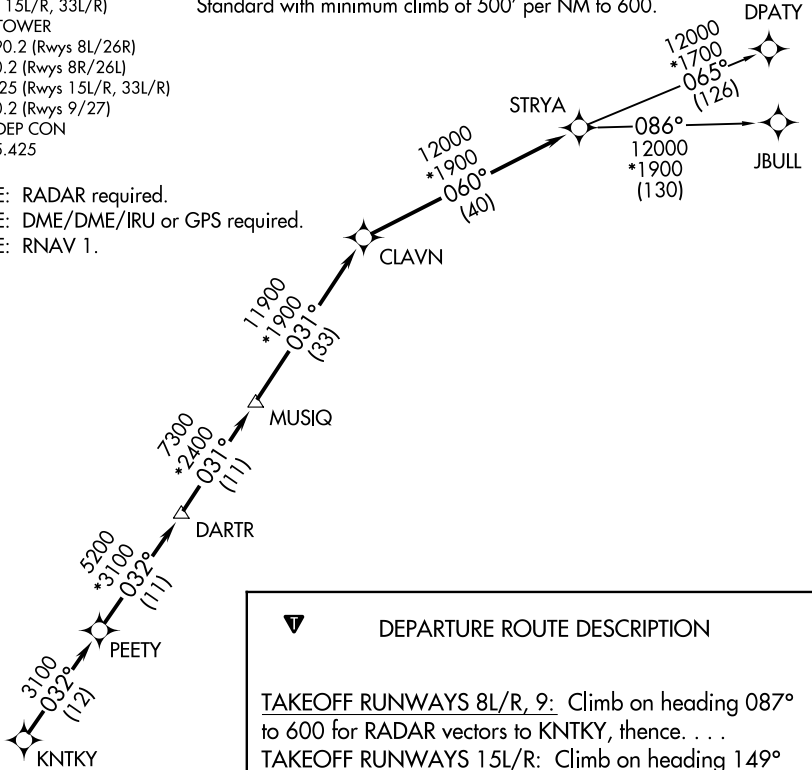 15L/R, 33L/R)
TOWER
0.2 (Rwys 8L/26R)
0.2 (Rwys 8R/26L)
25 (Rwys 15L/R, 33L/R)
0.2 (Rwys 9/27)
DEP CON
.425
Standard with minimum climb of 500' per NM to 600.
E: RADAR required.
E: DME/DME/IRU or GPS required.
E: RNAV 1.
DPATY
12000
*1700
065°
(126)
STRYA
086°
12000
*1900
(130)
JBULL
12000
*1900
060°
(40)
CLAVN
11900
*1900
031°
(33)
MUSIQ
7300
*2400
031°
(11)
DARTR
5200
*3100
032°
(11)
PEETY
3100
032°
(12)
KNTKY
T
DEPARTURE ROUTE DESCRIPTION
TAKEOFF RUNWAYS 8L/R, 9: Climb on heading 087°
to 600 for RADAR vectors to KNTKY, thence. . . .
TAKEOFF RUNWAYS 15L/R: Climb on heading 149°